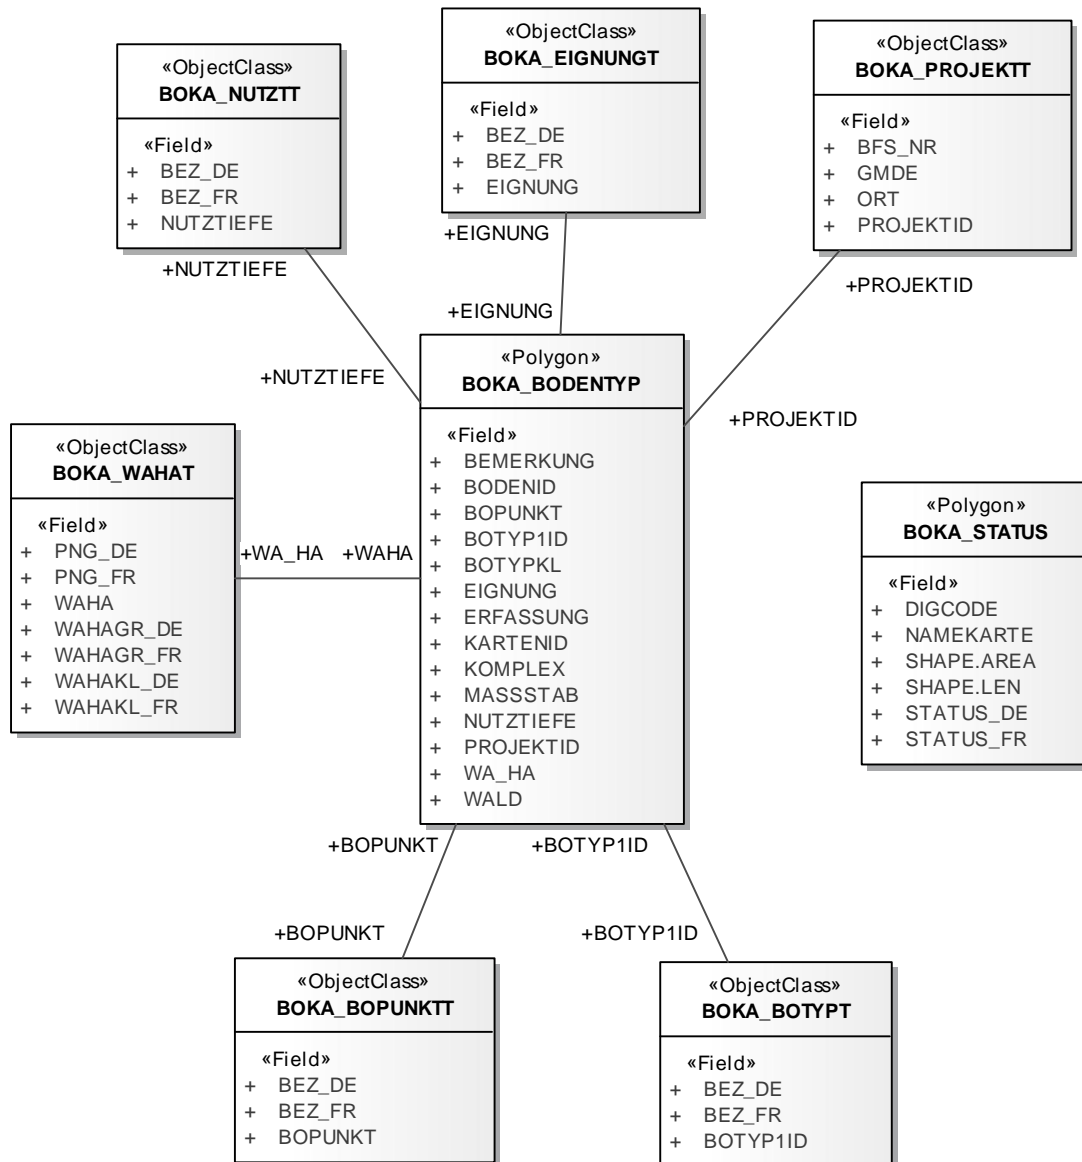 «ObjectClass»
BOKA_NUTZTT
«Field»
+ BEZ_DE
+ BEZ_FR
+ NUTZTIEFE
«ObjectClass»
BOKA_EIGNUNGT
«Field»
+ BEZ_DE
+ BEZ_FR
+ EIGNUNG
«ObjectClass»
BOKA_PROJEKTT
«Field»
+ BFS_NR
+ GMDE
+ ORT
+ PROJEKTID
+NUTZTIEFE
+EIGNUNG
+PROJEKTID
+EIGNUNG
+NUTZTIEFE
+PROJEKTID
«ObjectClass»
BOKA_WAHAT
«Field»
+ PNG_DE
+ PNG_FR
+ WAHA
+ WAHAGR_DE
+ WAHAGR_FR
+ WAHAKL_DE
+ WAHAKL_FR
+WA_HA +WAHA
«Polygon»
BOKA_BODENTYP
«Field»
+ BEMERKUNG
+ BODENID
+ BOPUNKT
+ BOTYP1ID
+ BOTYPKL
+ EIGNUNG
+ ERFASSUNG
+ KARTENID
+ KOMPLEX
+ MASSSTAB
+ NUTZTIEFE
+ PROJEKTID
+ WA_HA
+ WALD
«Polygon»
BOKA_STATUS
«Field»
+ DIGCODE
+ NAMEKARTE
+ SHAPE.AREA
+ SHAPE.LEN
+ STATUS_DE
+ STATUS_FR
+BOPUNKT
+BOTYP1ID
+BOPUNKT
+BOTYP1ID
«ObjectClass»
BOKA_BOPUNKTT
«Field»
+ BEZ_DE
+ BEZ_FR
+ BOPUNKT
«ObjectClass»
BOKA_BOTYPT
«Field»
+ BEZ_DE
+ BEZ_FR
+ BOTYP1ID